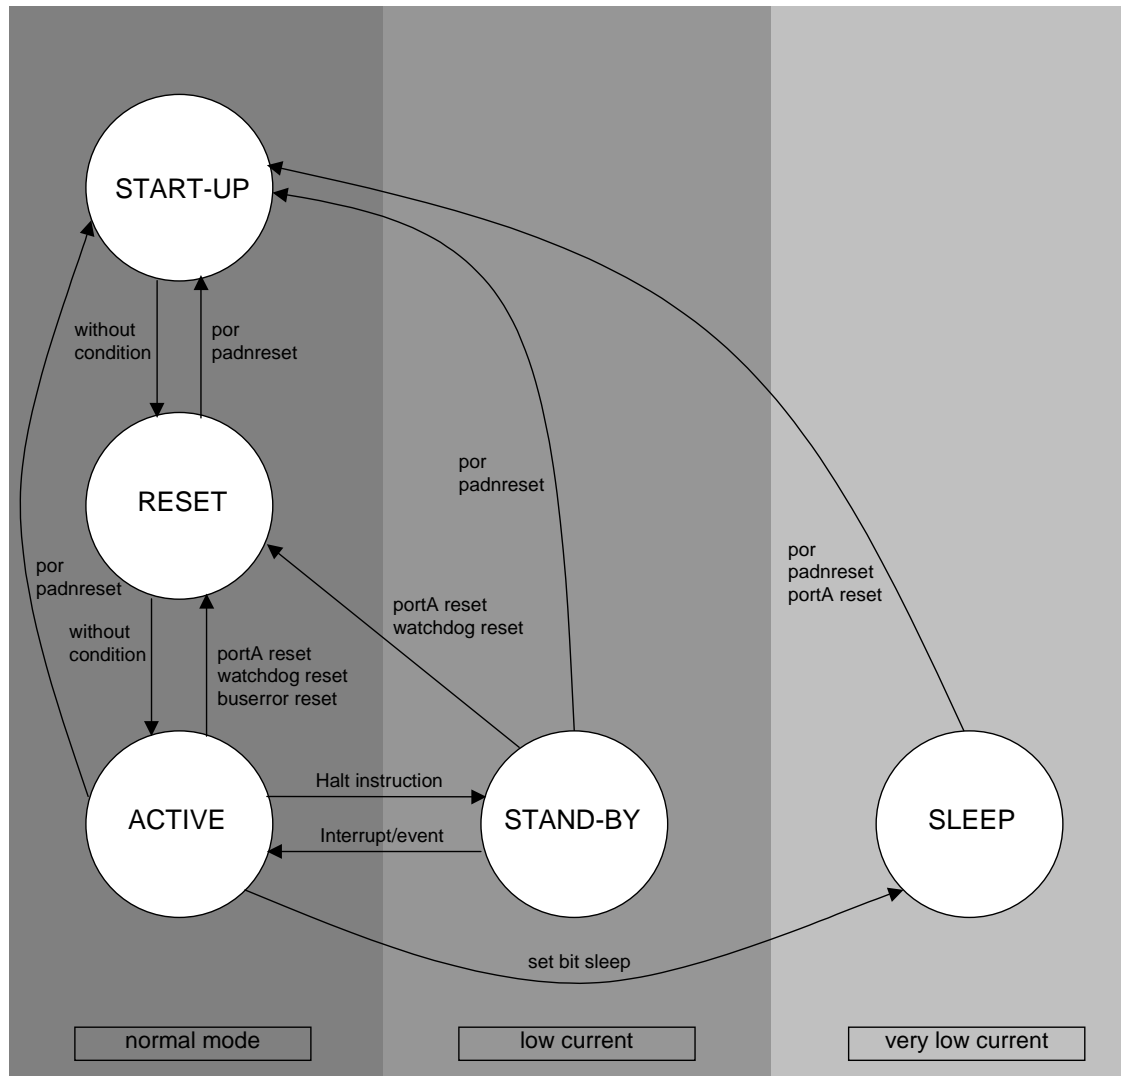 START-UP
without
condition
por
padnreset
RESET
por
padnreset
por
padnreset
without
condition
portA reset
watchdog reset
buserror reset
portA reset
watchdog reset
por
padnreset
portA reset
ACTIVE
Halt instruction
Interrupt/event
STAND-BY
SLEEP
set bit sleep
normal mode
low current
very low current